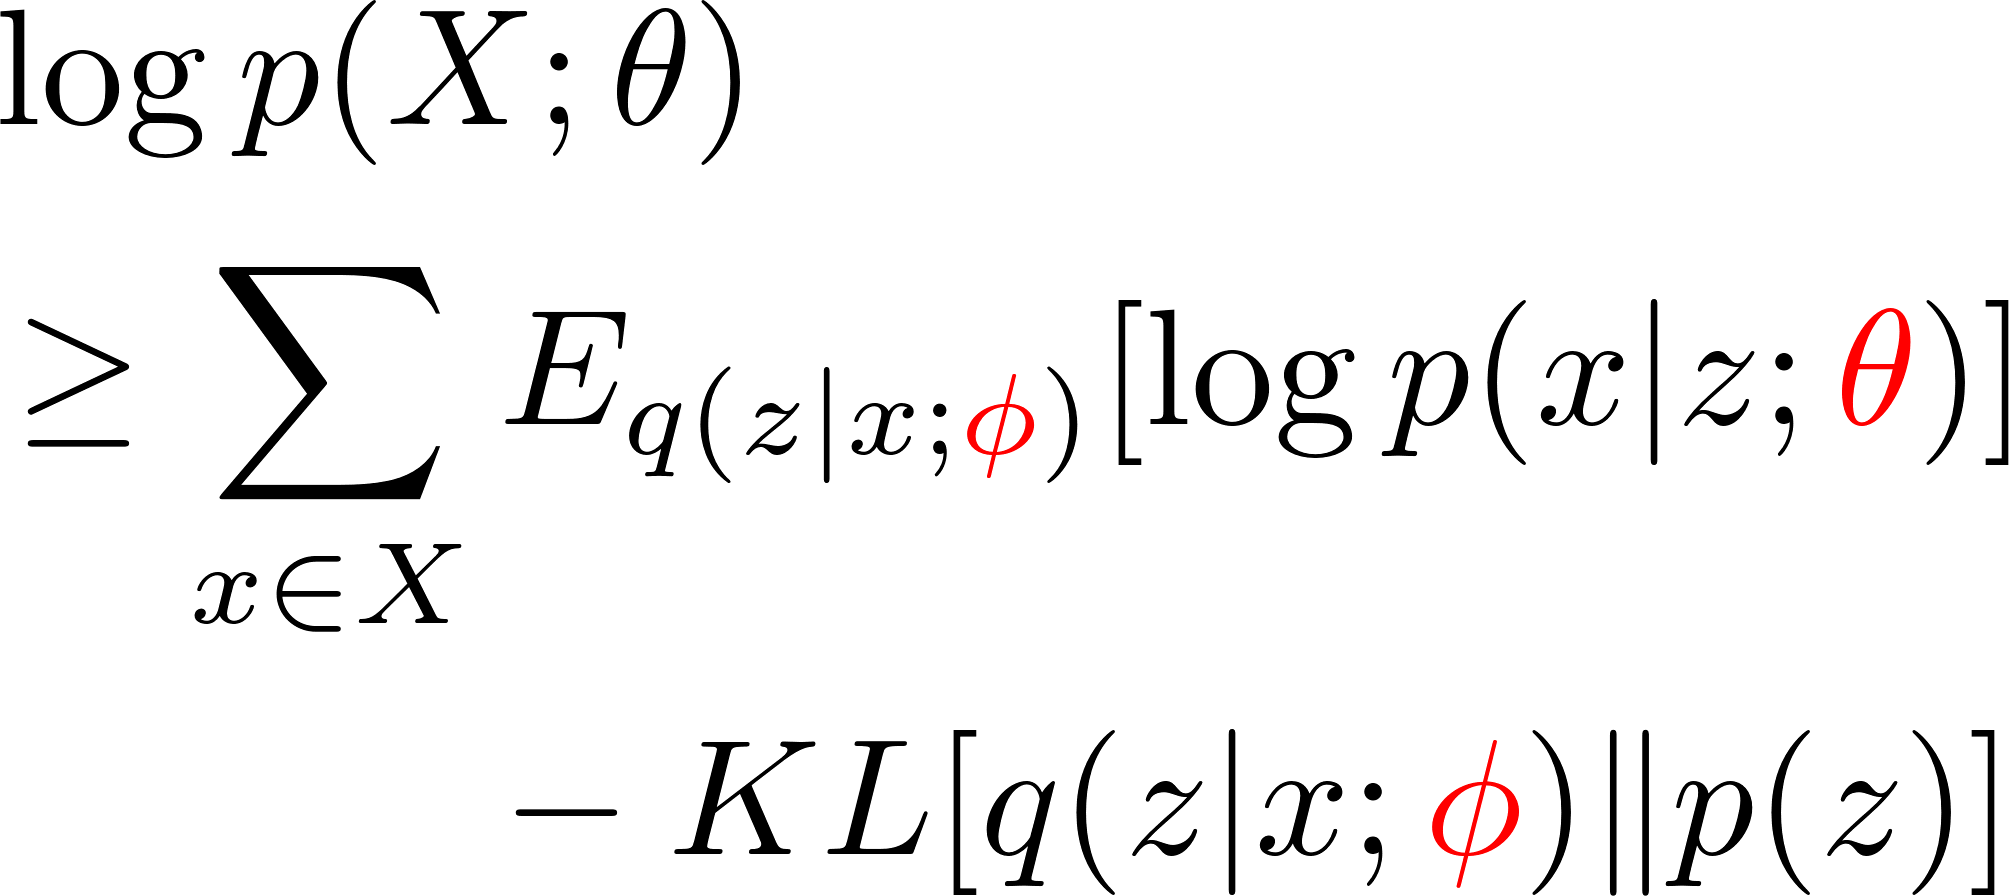 log p(X; θ)
≥ ∑ E_{q(z|x;ϕ)} [log p(x|z; θ)]
x∈X
− KL[q(z|x; ϕ)∥p(z)]